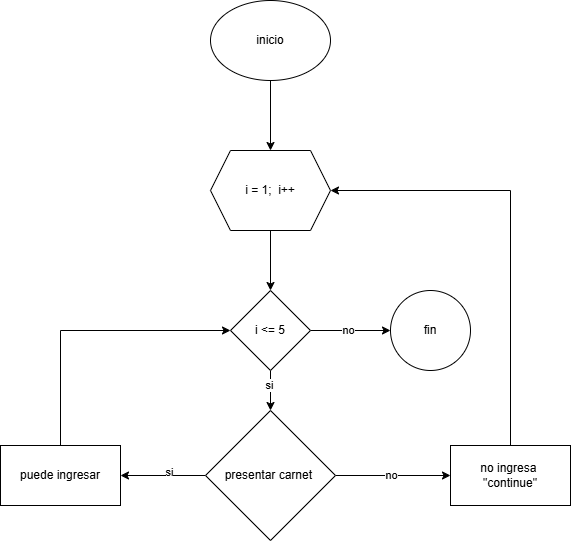 inicio
i = 1;  i++
i <= 5
no
fin
si
puede ingresar
si
presentar carnet
no
no ingresa
"continue"